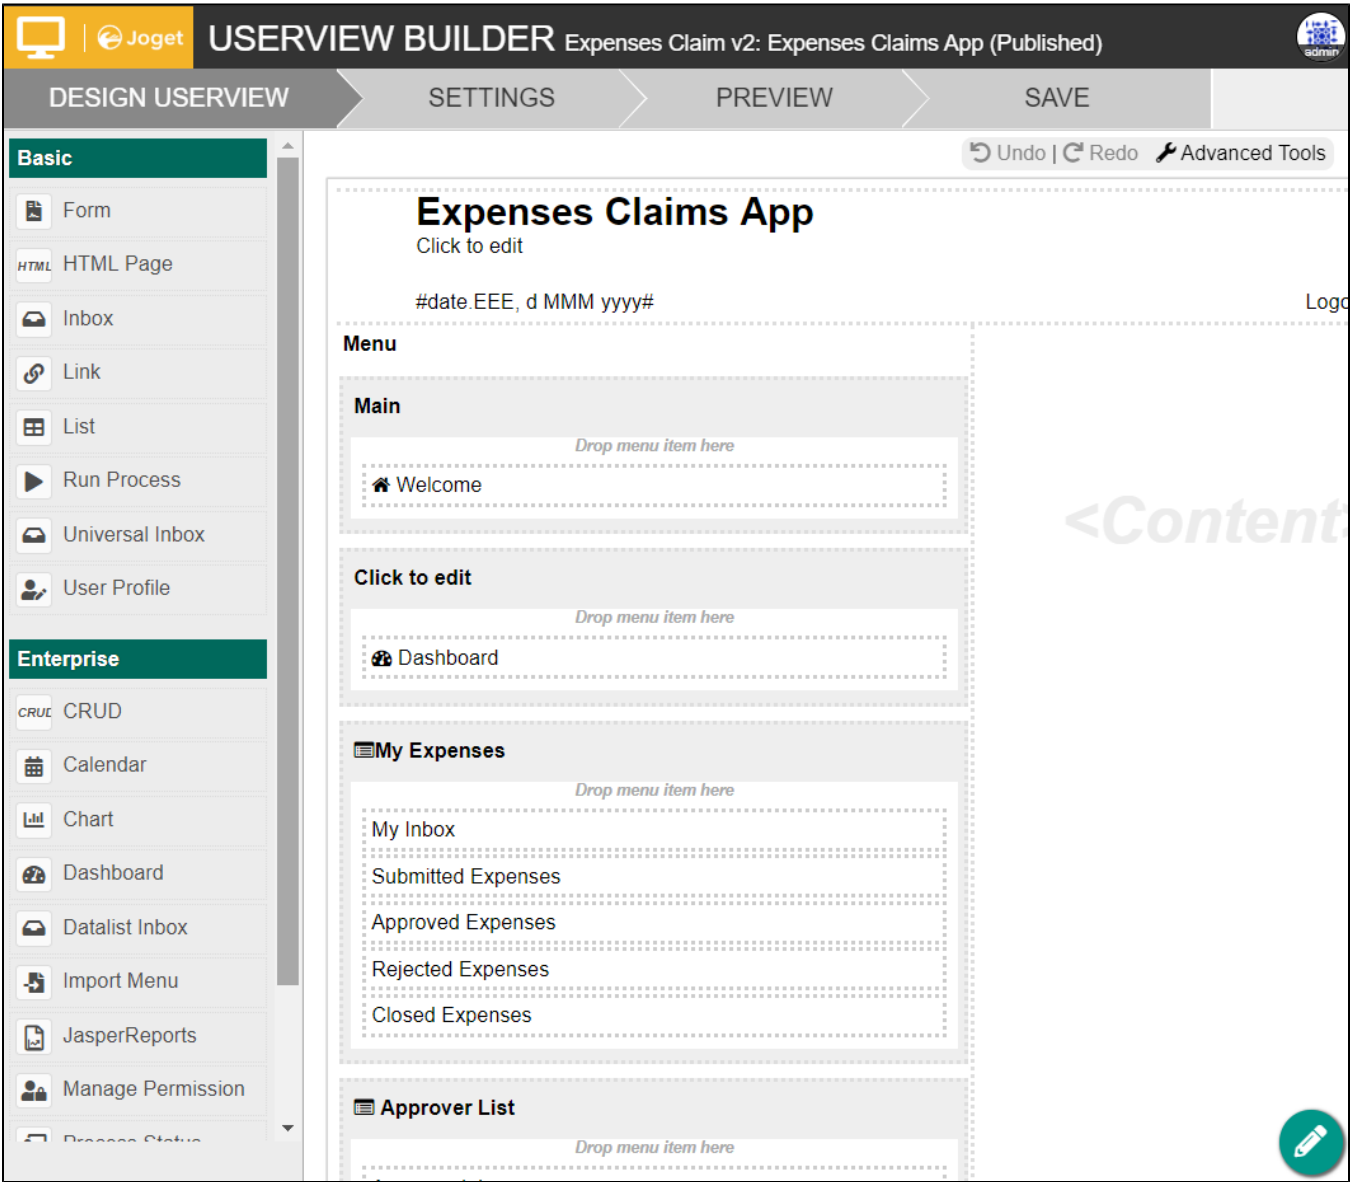 Joget USERVIEW BUILDER Expenses Claim v2: Expenses Claims App (Published) admin
DESIGN USERVIEW SETTINGS PREVIEW SAVE
Undo | Redo Advanced Tools
Basic
Form
HTML HTML Page
Inbox
Link
List
Run Process
Universal Inbox
User Profile
Enterprise
CRUD
Calendar
Chart
Dashboard
Datalist Inbox
Import Menu
JasperReports
Manage Permission
Process Status
Expenses Claims App
Click to edit
#date.EEE, d MMM yyyy#
Menu
Main
Drop menu item here
Welcome
Click to edit
Drop menu item here
Dashboard
My Expenses
Drop menu item here
My Inbox
Submitted Expenses
Approved Expenses
Rejected Expenses
Closed Expenses
Approver List
Drop menu item here
<Content